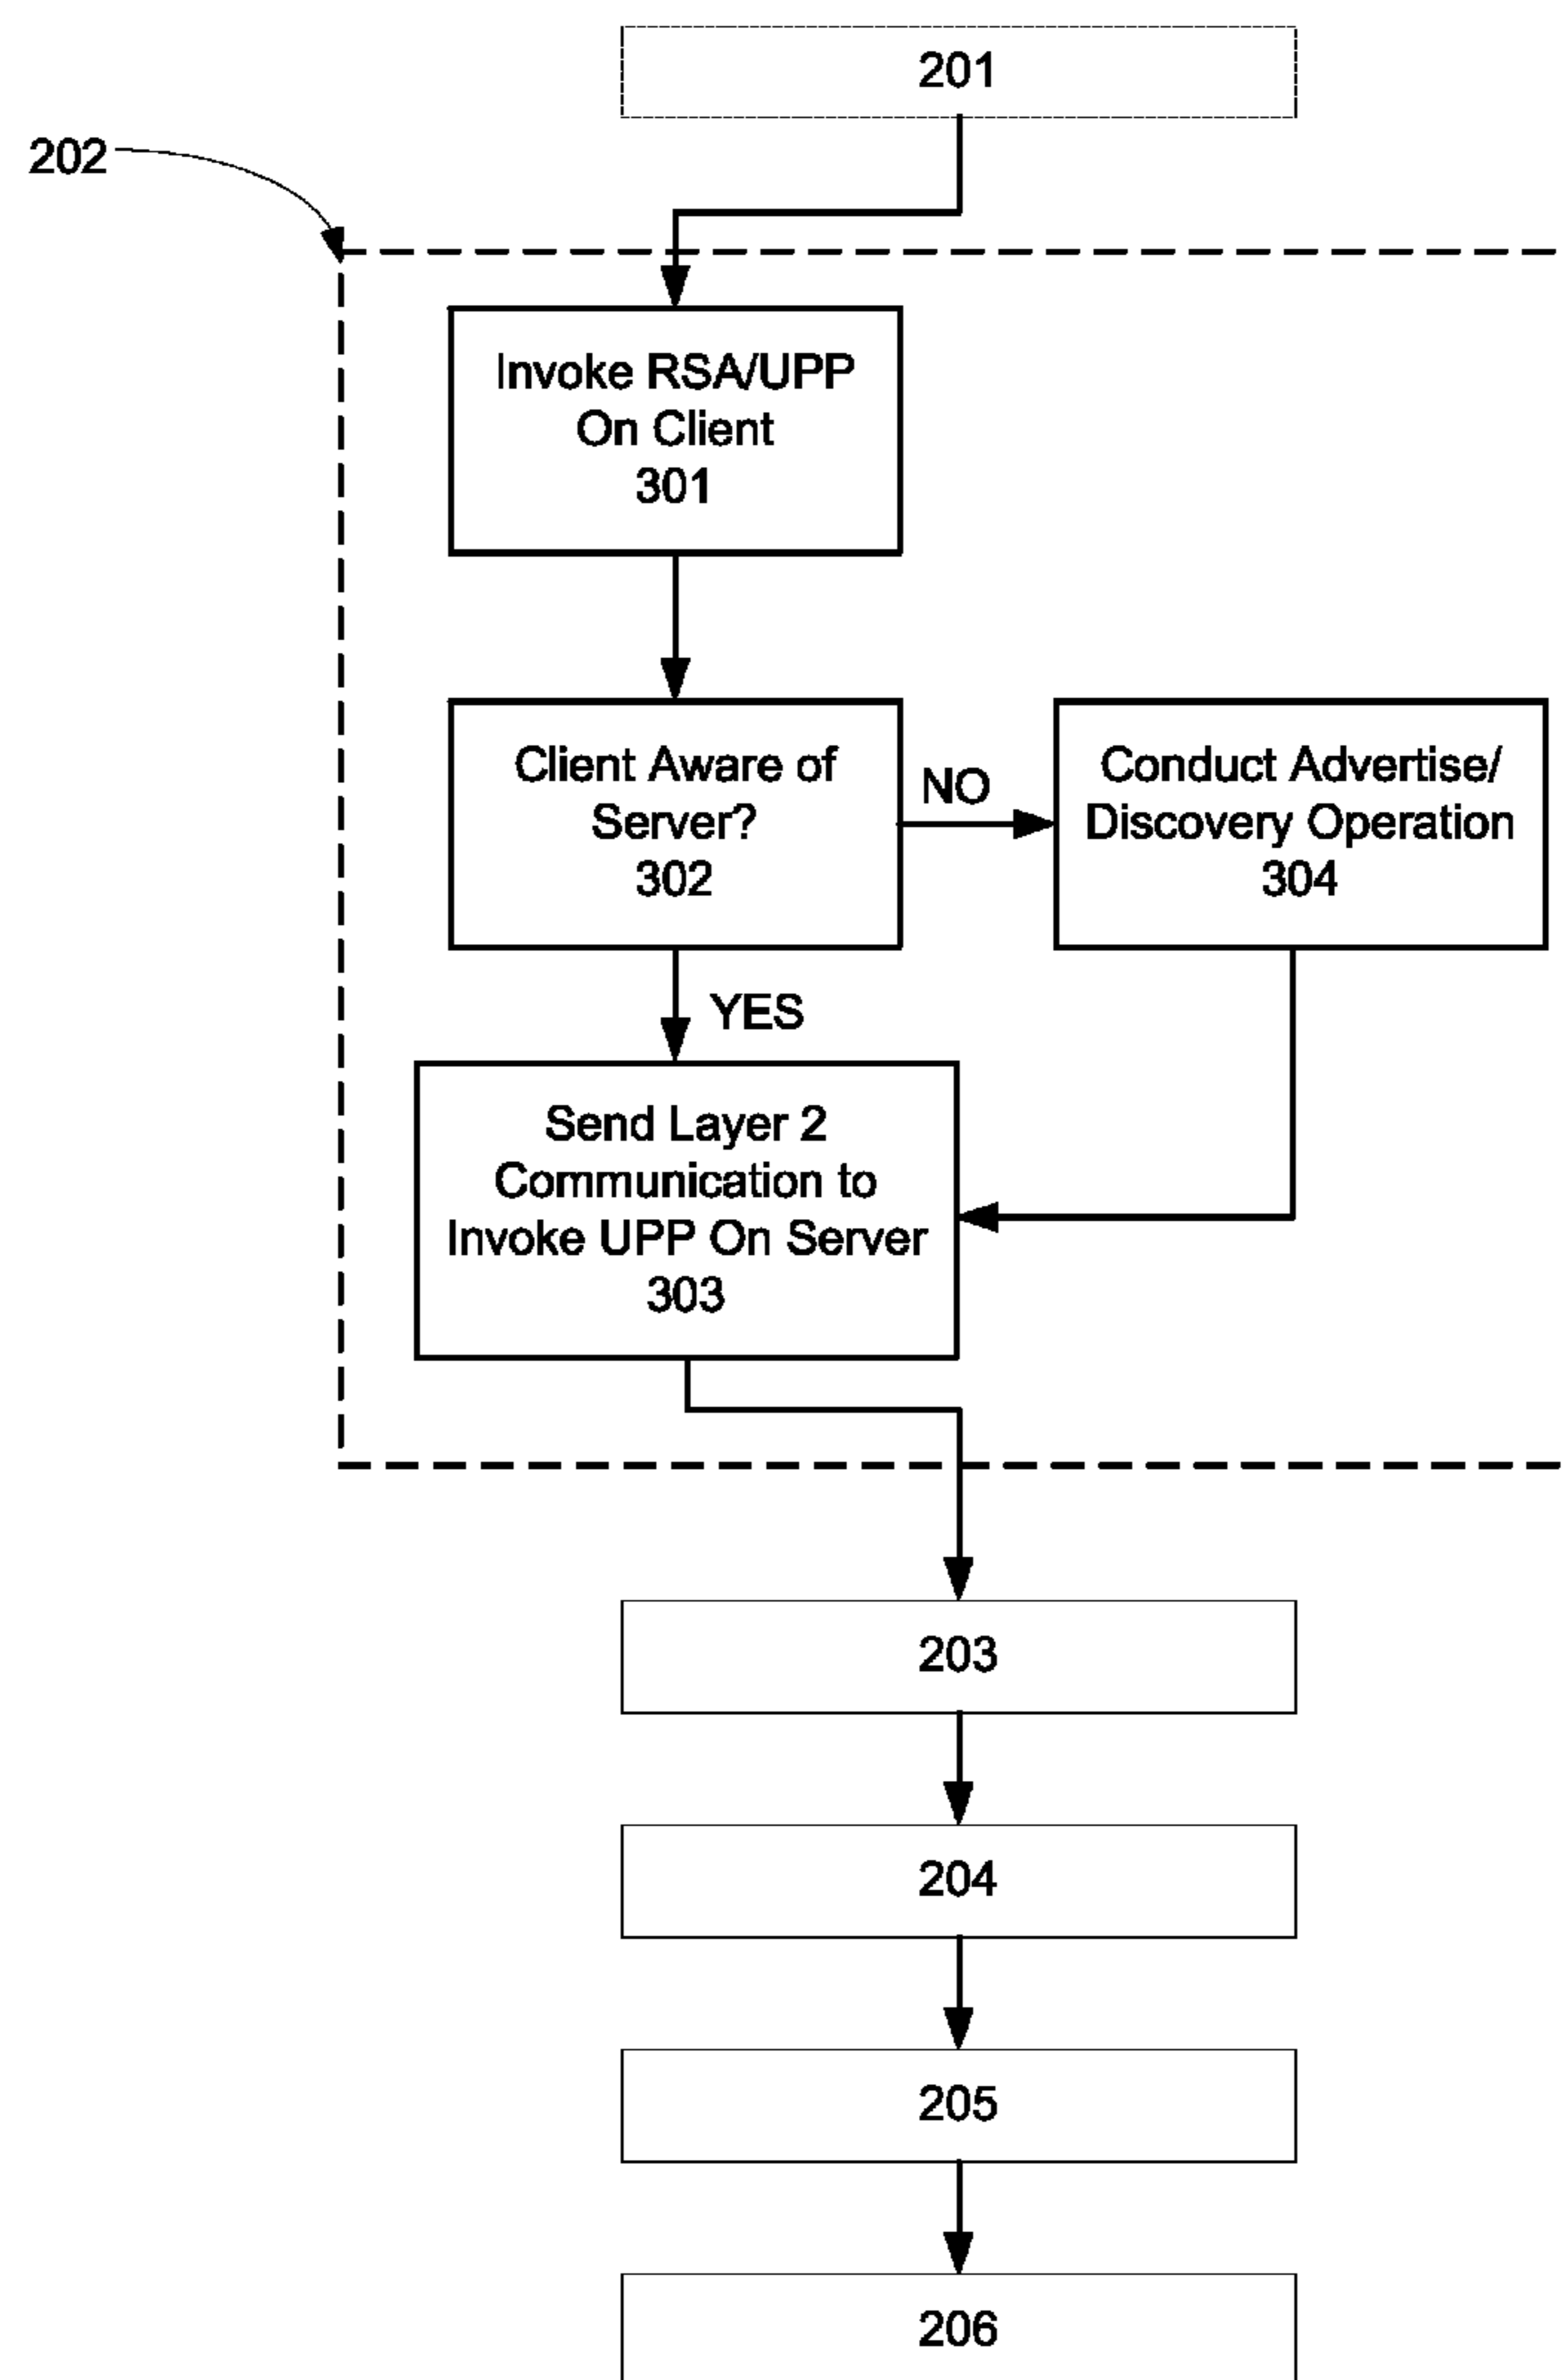 201
202
Invoke RSA/UPP
On Client
301
Client Aware of
Server?
302
NO
Conduct Advertise/
Discovery Operation
304
YES
Send Layer 2
Communication to
Invoke UPP On Server
303
203
204
205
206